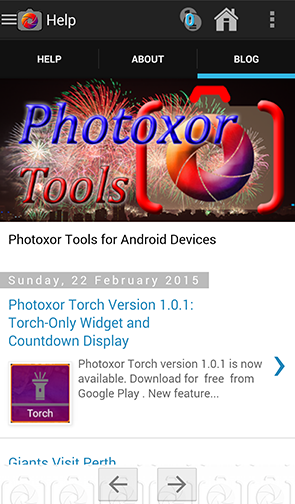 Help
HELP ABOUT BLOG
Photoxor
Tools
Photoxor Tools for Android Devices
Sunday, 22 February 2015
Photoxor Torch Version 1.0.1:
Torch-Only Widget and
Countdown Display
Photoxor Torch version 1.0.1 is now
available. Download for free from
Google Play . New feature...
Torch
Giants Visit Perth